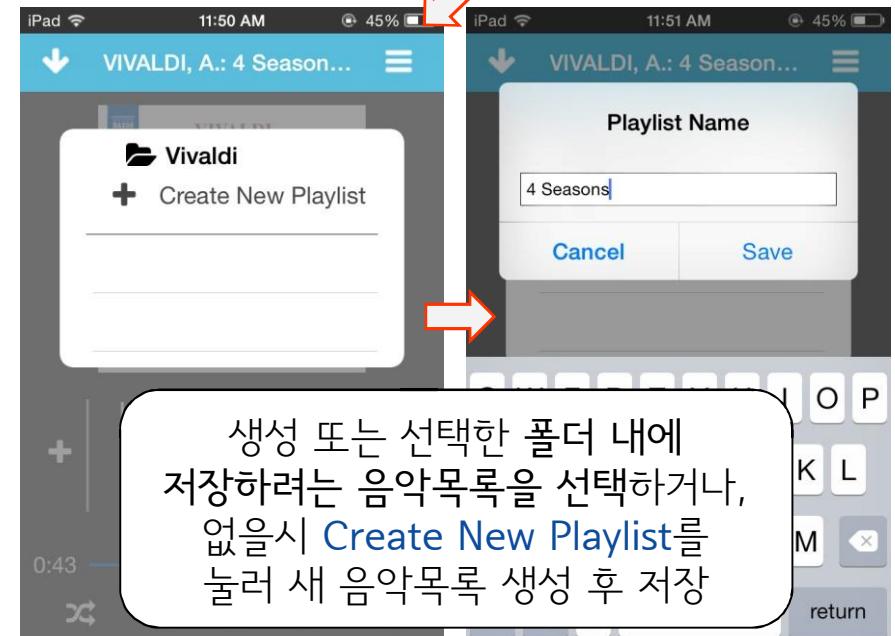 iPad 11:50 AM 45%
VIVALDI, A.: 4 Season...
Vivaldi
Create New Playlist
0:43
iPad 11:51 AM 45%
VIVALDI, A.: 4 Season...
Playlist Name
4 Seasons
Cancel Save
O P
K L
M
return
생성 또는 선택한 폴더 내에
저장하려는 음악목록을 선택하거나,
없을시 Create New Playlist를
눌러 새 음악목록 생성 후 저장